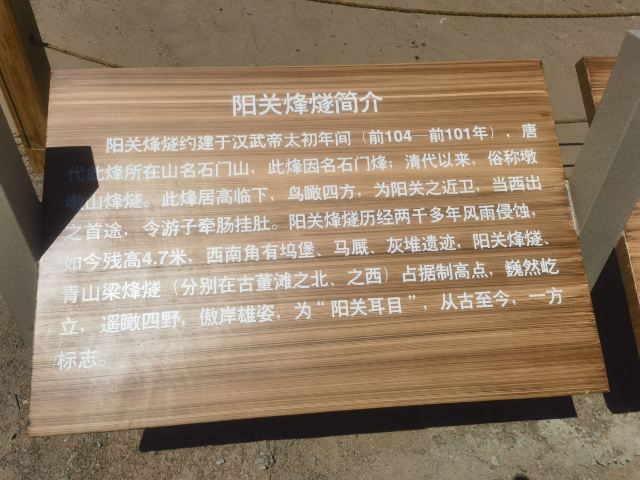 阳关烽燧简介
阳关烽燧约建于汉武帝太初年间（前104 前101年），唐
代此烽所在山名石门山，此烽因名石门烽；清代以来，俗称墩
墩山烽燧。此烽居高临下，鸟瞰四方，为阳关之近卫，当西出
之首途，令游子牵肠挂肚。阳关烽燧历经两千多年风雨侵蚀，
如今残高4.7米，西南角有坞堡、马厩、灰堆遗迹，阳关烽燧、
青山梁烽燧（分别在古董滩之北、之西）占据制高点，巍然屹
立，遥瞰四野，傲岸雄姿，为“阳关耳目”，从古至今，一方
标志。